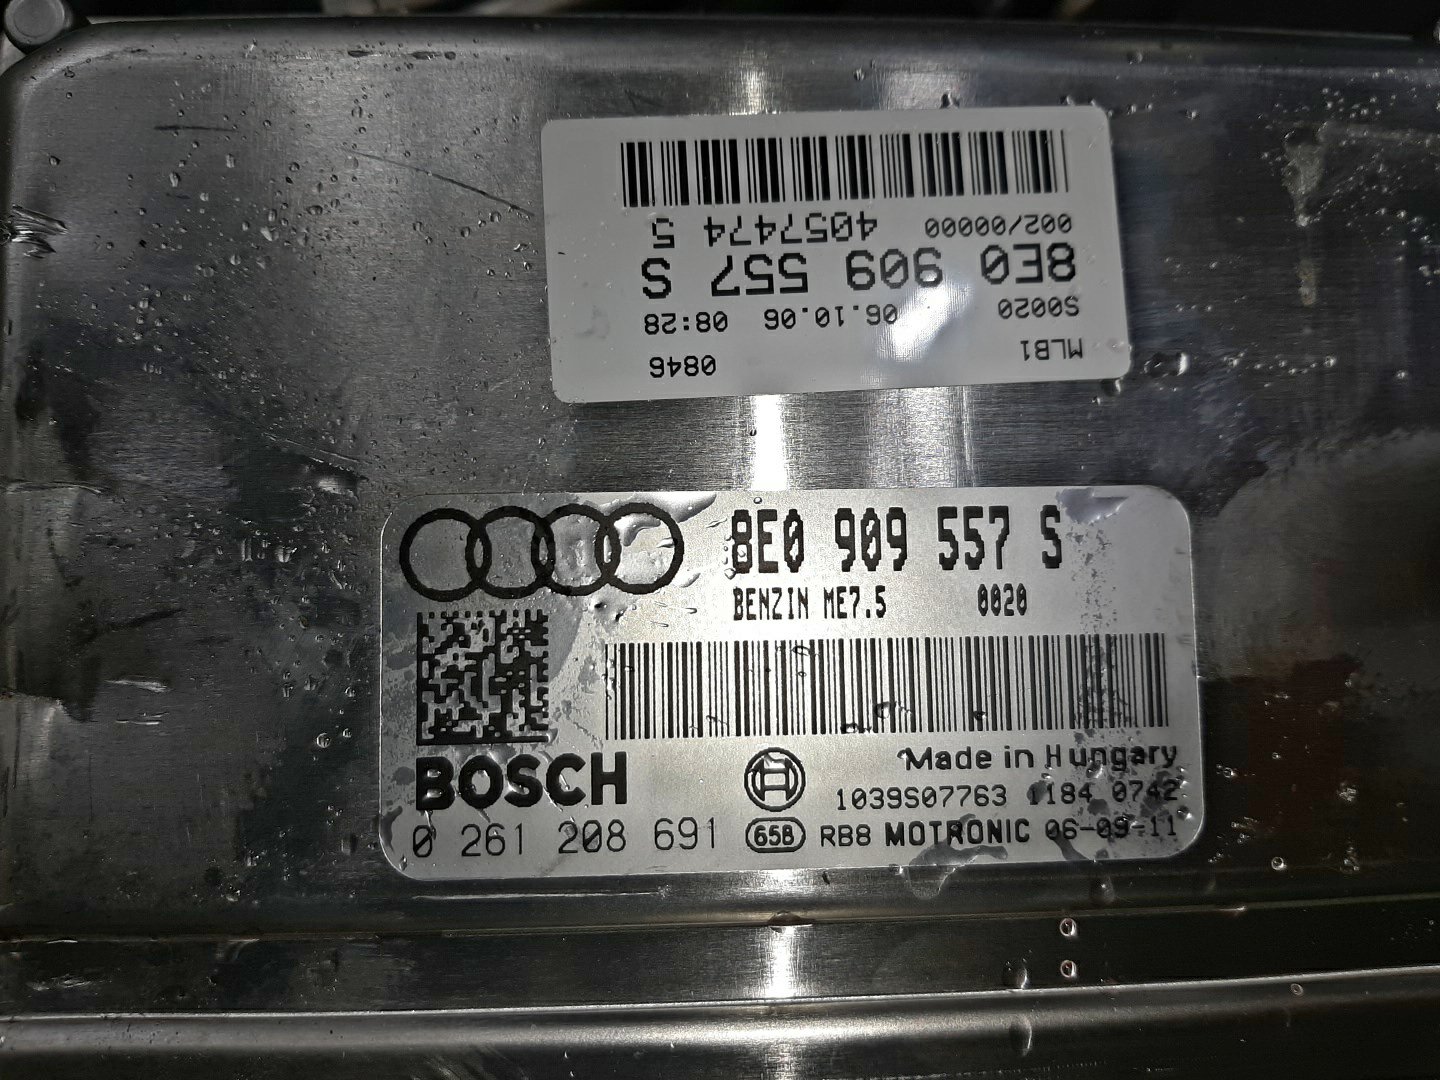 002/00000 4057474 5
8E0 909 557 S
S0020 06.10.06 08:28
MLB1 0846
8E0 909 557 S
BENZIN ME7.5 0020
BOSCH
Made in Hungary
1039S07763 1184 0742
0 261 208 691 658 RB8 MOTRONIC 06-09-11